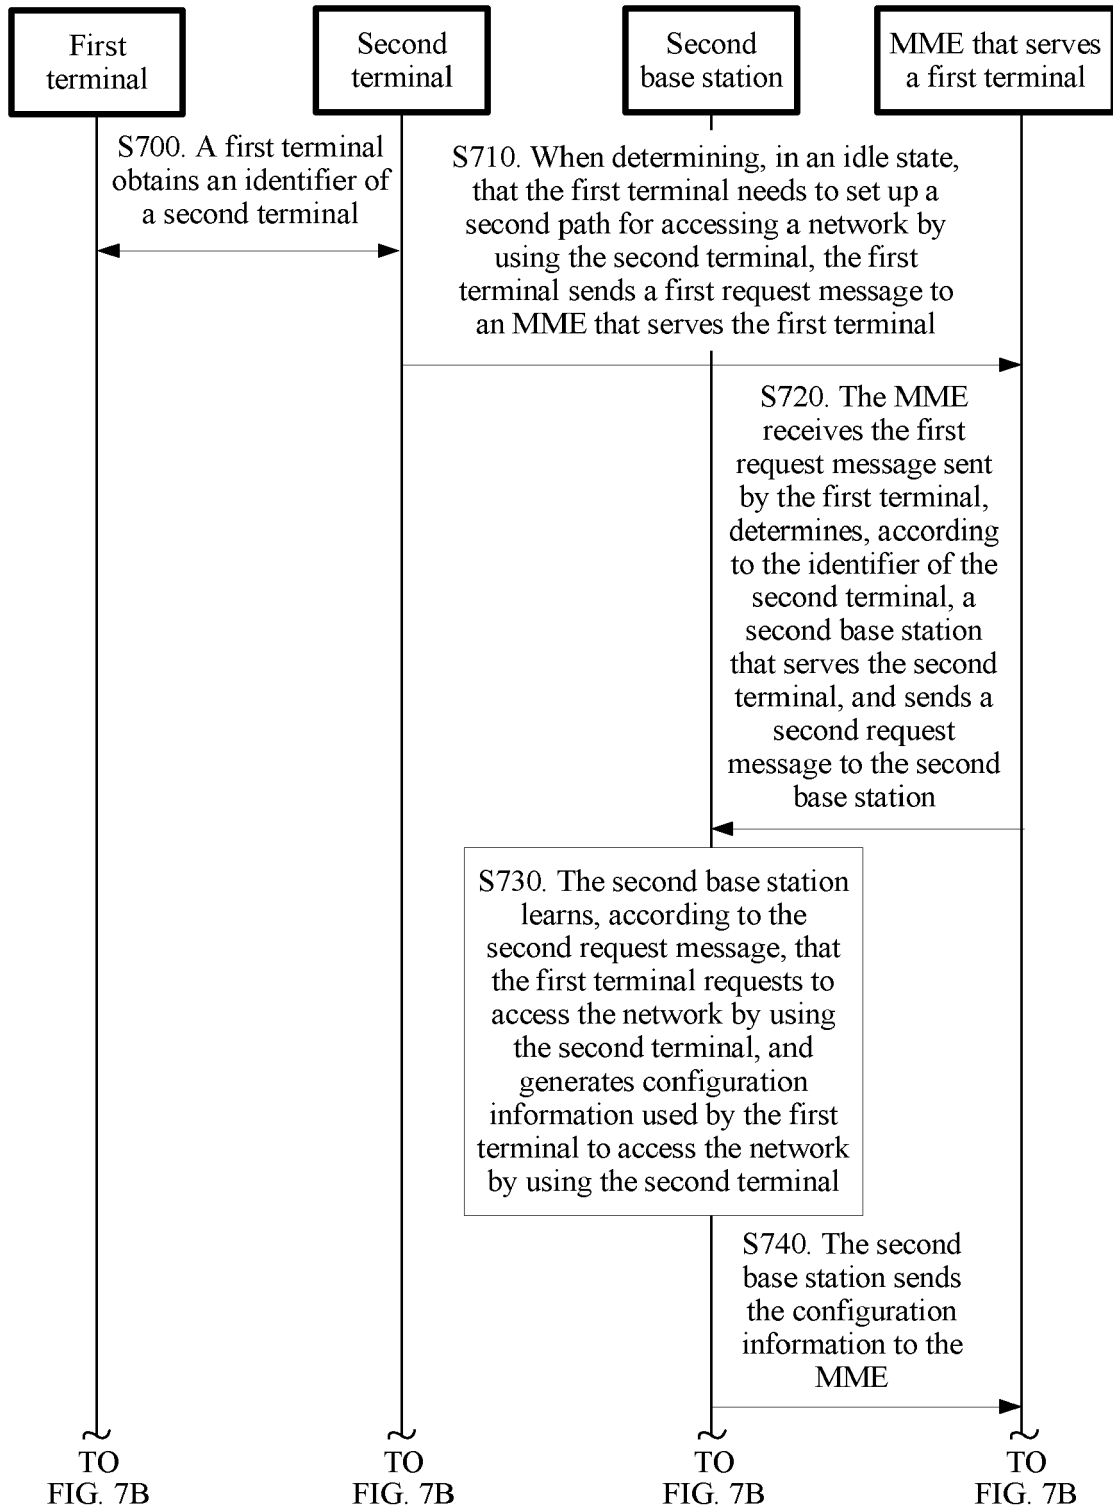 First
terminal
Second
terminal
Second
base station
MME that serves
a first terminal
S700. A first terminal
obtains an identifier of
a second terminal
S710. When determining, in an idle state,
that the first terminal needs to set up a
second path for accessing a network by
using the second terminal, the first
terminal sends a first request message to
an MME that serves the first terminal
S720. The MME
receives the first
request message sent
by the first terminal,
determines, according
to the identifier of the
second terminal, a
second base station
that serves the second
terminal, and sends a
second request
message to the second
base station
S730. The second base station
learns, according to the
second request message, that
the first terminal requests to
access the network by using
the second terminal, and
generates configuration
information used by the first
terminal to access the network
by using the second terminal
S740. The second
base station sends
the configuration
information to the
MME
TO
FIG. 7B
TO
FIG. 7B
TO
FIG. 7B
TO
FIG. 7B